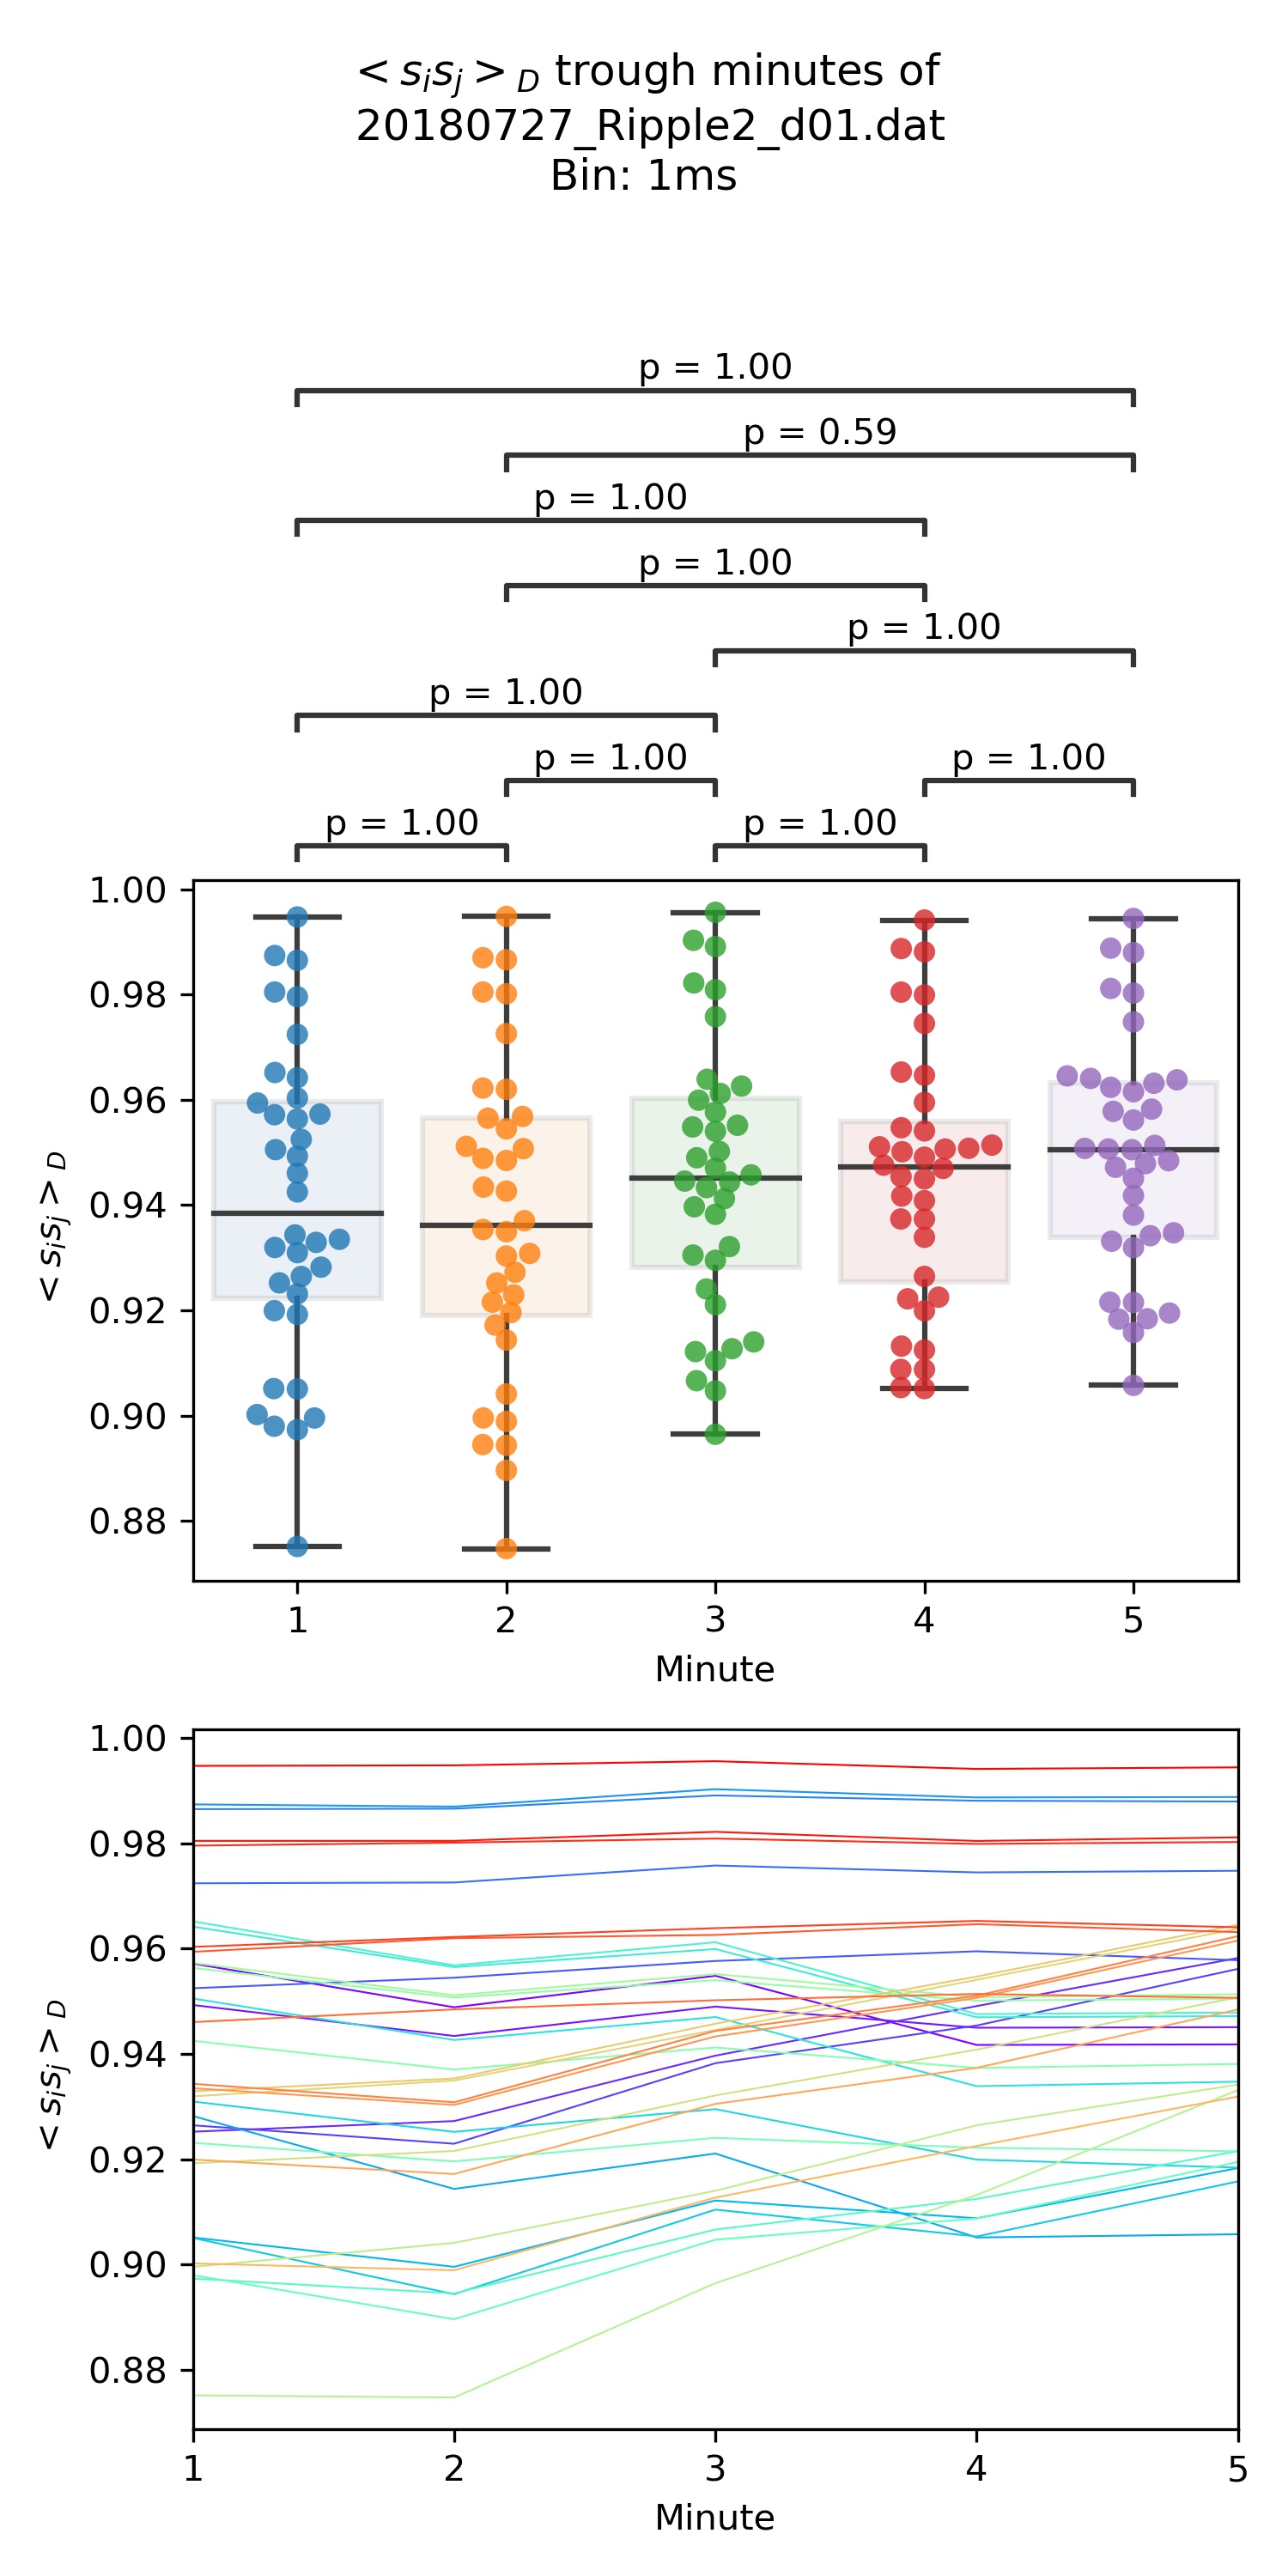 <s_i s_j>_D trough minutes of
20180727_Ripple2_d01.dat
Bin: 1ms
p = 1.00
p = 0.59
p = 1.00
p = 1.00
p = 1.00
p = 1.00
p = 1.00 p = 1.00
p = 1.00 p = 1.00
1.00
0.98
0.96
0.94
0.92
0.90
0.88
<s_i s_j>_D
1 2 3 4 5
Minute
1.00
0.98
0.96
0.94
0.92
0.90
0.88
<s_i s_j>_D
1 2 3 4 5
Minute